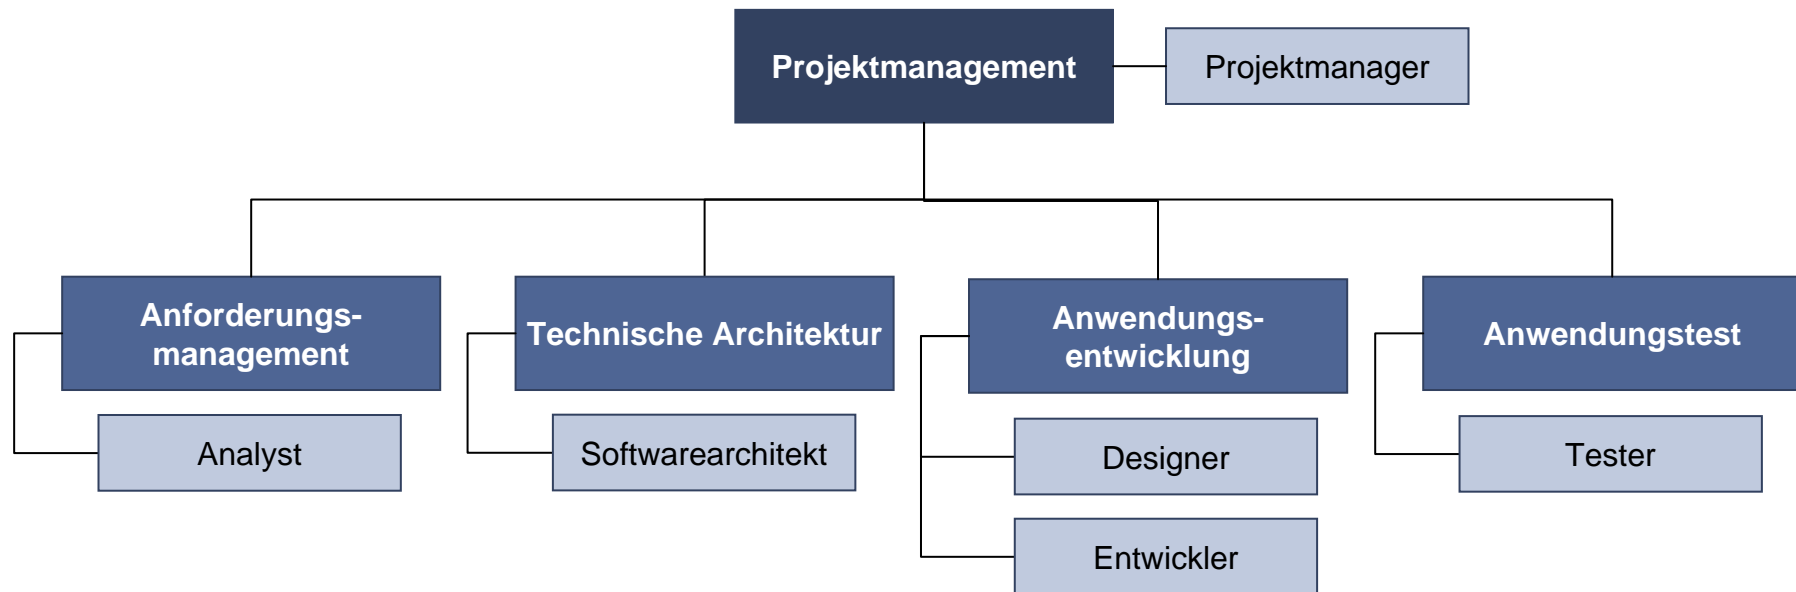 Projektmanagement
Projektmanager
Anforderungs-
management
Technische Architektur
Anwendungs-
entwicklung
Anwendungstest
Analyst
Softwarearchitekt
Designer
Tester
Entwickler